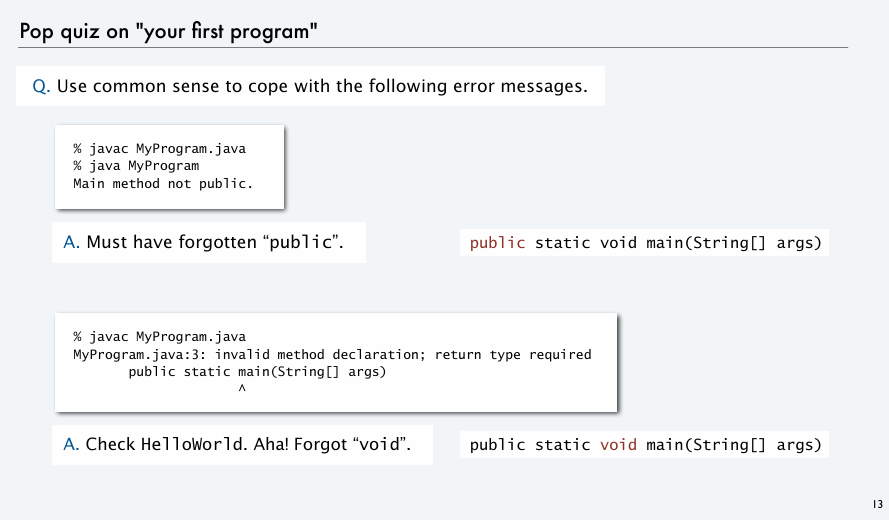 Pop quiz on "your first program"
Q. Use common sense to cope with the following error messages.
% javac MyProgram.java
% java MyProgram
Main method not public.
A. Must have forgotten “public”.
public static void main(String[] args)
% javac MyProgram.java
MyProgram.java:3: invalid method declaration; return type required
public static main(String[] args)
^
A. Check HelloWorld. Aha! Forgot “void”.
public static void main(String[] args)
13